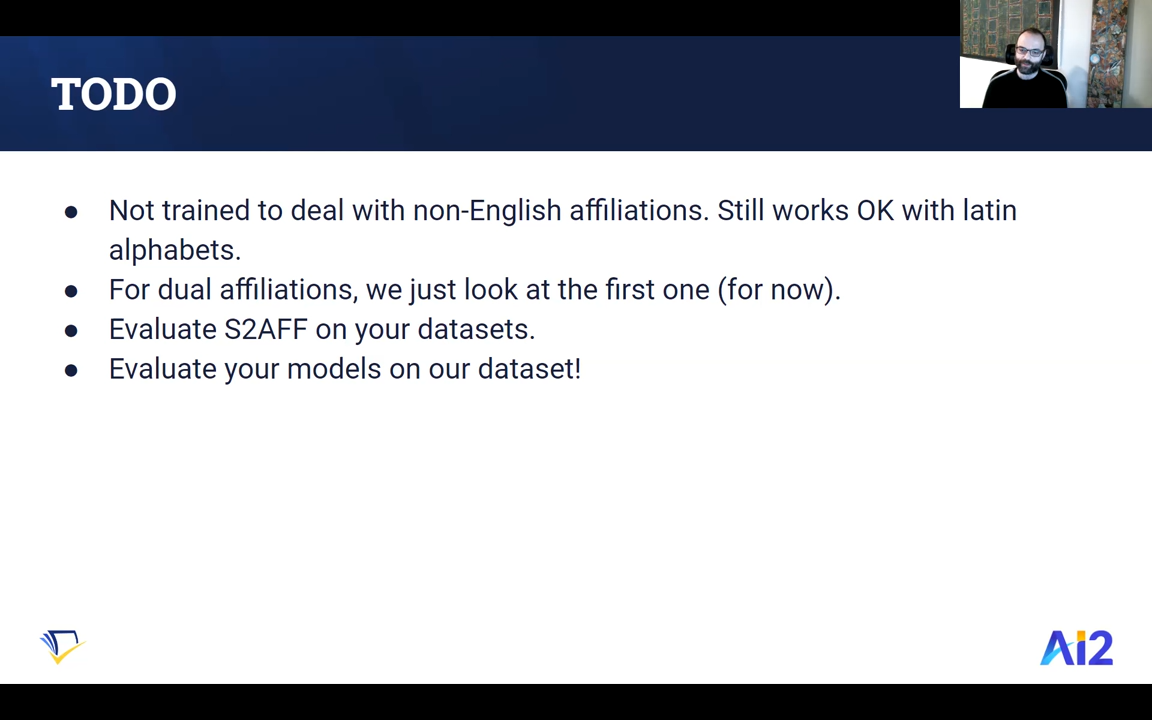 TODO
● Not trained to deal with non-English affiliations. Still works OK with latin
alphabets.
● For dual affiliations, we just look at the first one (for now).
● Evaluate S2AFF on your datasets.
● Evaluate your models on our dataset!
Ai2